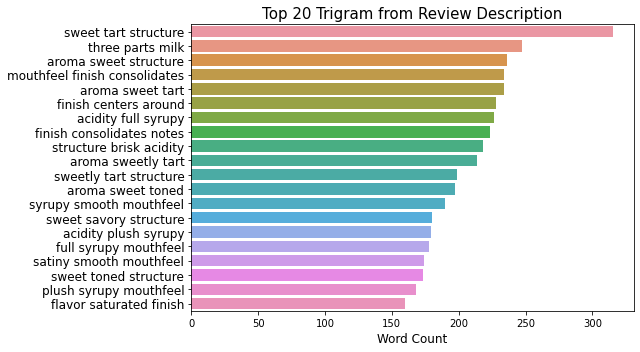 Top 20 Trigram from Review Description
sweet tart structure
three parts milk
aroma sweet structure
mouthfeel finish consolidates
aroma sweet tart
finish centers around
acidity full syrupy
finish consolidates notes
structure brisk acidity
aroma sweetly tart
sweetly tart structure
aroma sweet toned
syrupy smooth mouthfeel
sweet savory structure
acidity plush syrupy
full syrupy mouthfeel
satiny smooth mouthfeel
sweet toned structure
plush syrupy mouthfeel
flavor saturated finish
0 50 100 150 200 250 300
Word Count